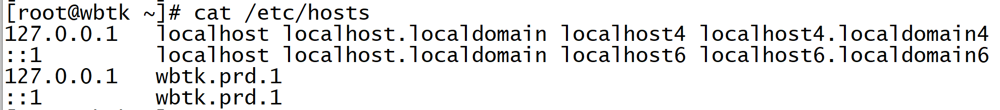 [root@wbtk ~]# cat /etc/hosts
127.0.0.1   localhost localhost.localdomain localhost4 localhost4.localdomain4
::1         localhost localhost.localdomain localhost6 localhost6.localdomain6
127.0.0.1   wbtk.prd.1
::1         wbtk.prd.1